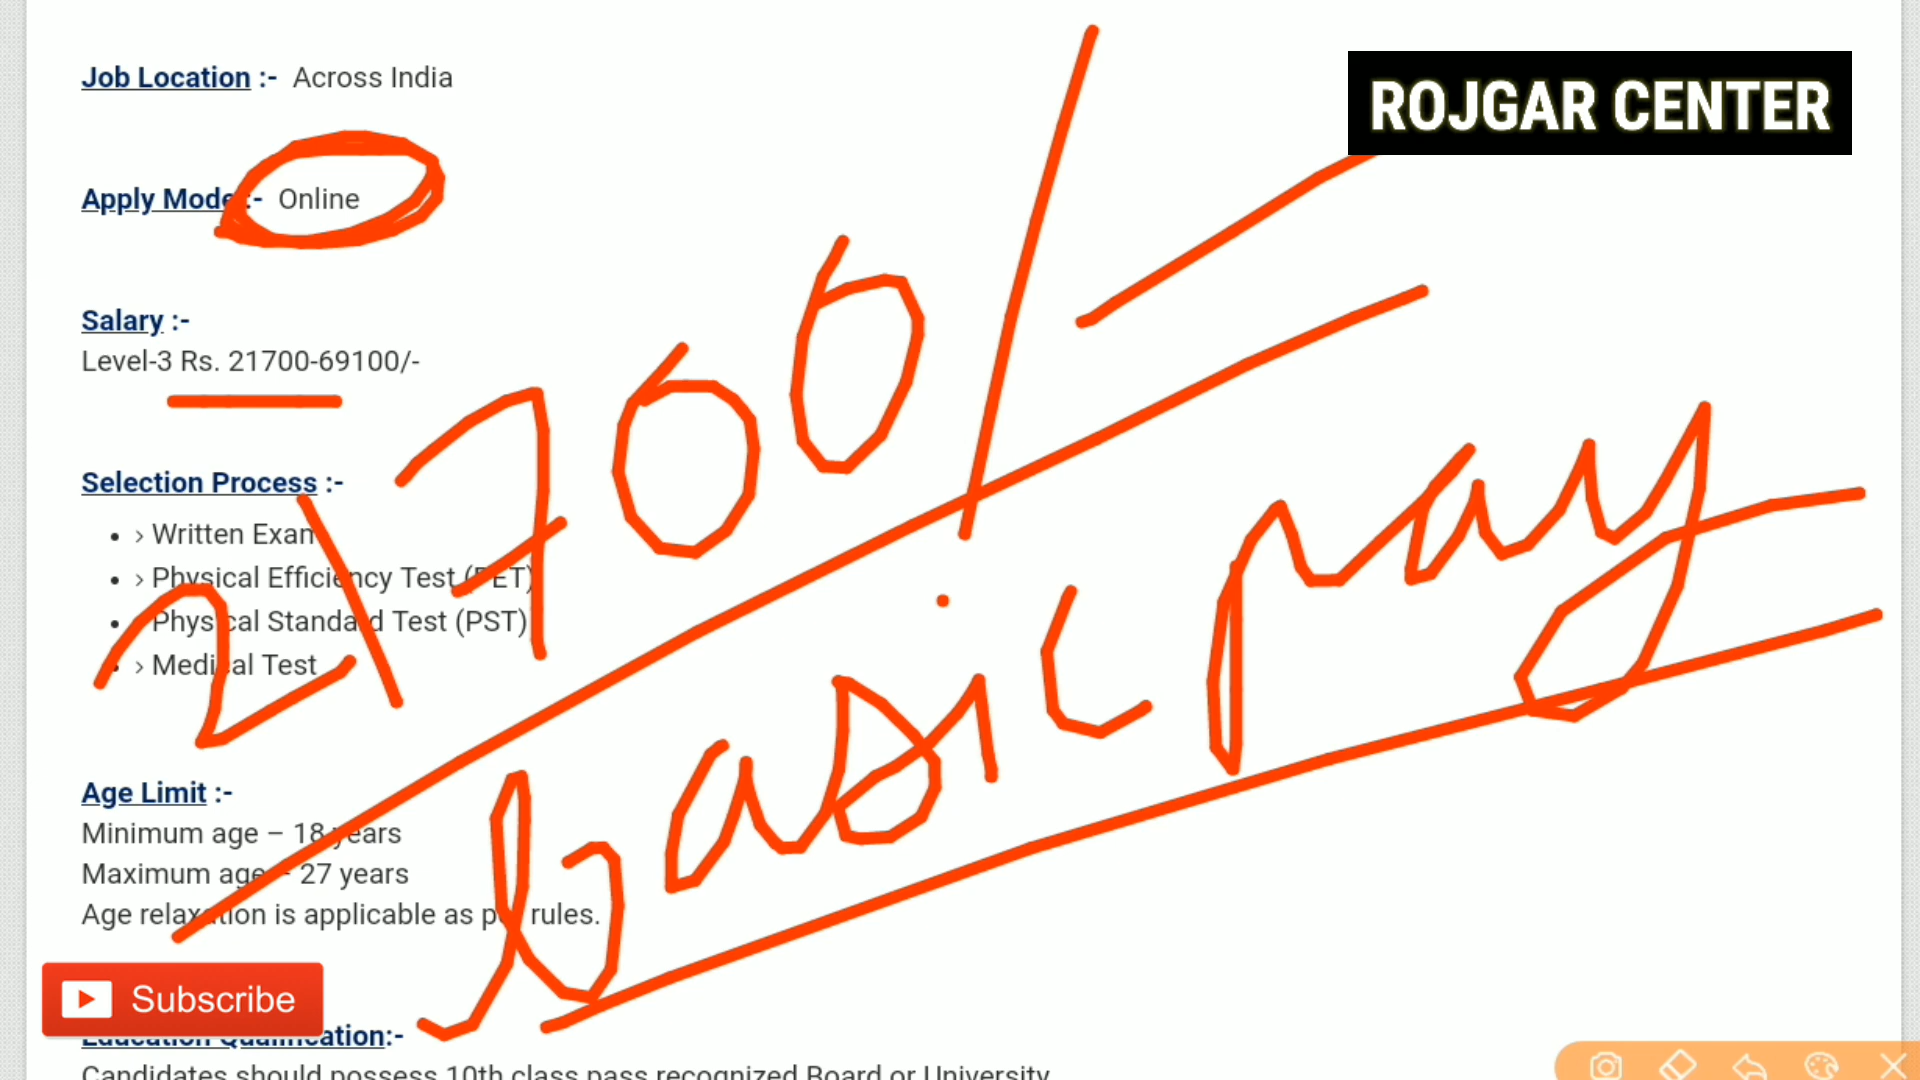 Job Location :- Across India
ROJGAR CENTER
Apply Mode :- Online
Salary :-
Level-3 Rs. 21700-69100/-
21700/-
Selection Process :-
› Written Exam
› Physical Efficiency Test (PET)
› Physical Standard Test (PST)
› Medical Test
basic pay
Age Limit :-
Minimum age – 18 years
Maximum age – 27 years
Age relaxation is applicable as per rules.
Subscribe
Education Qualification:-
Candidates should possess 10th class pass recognized Board or University